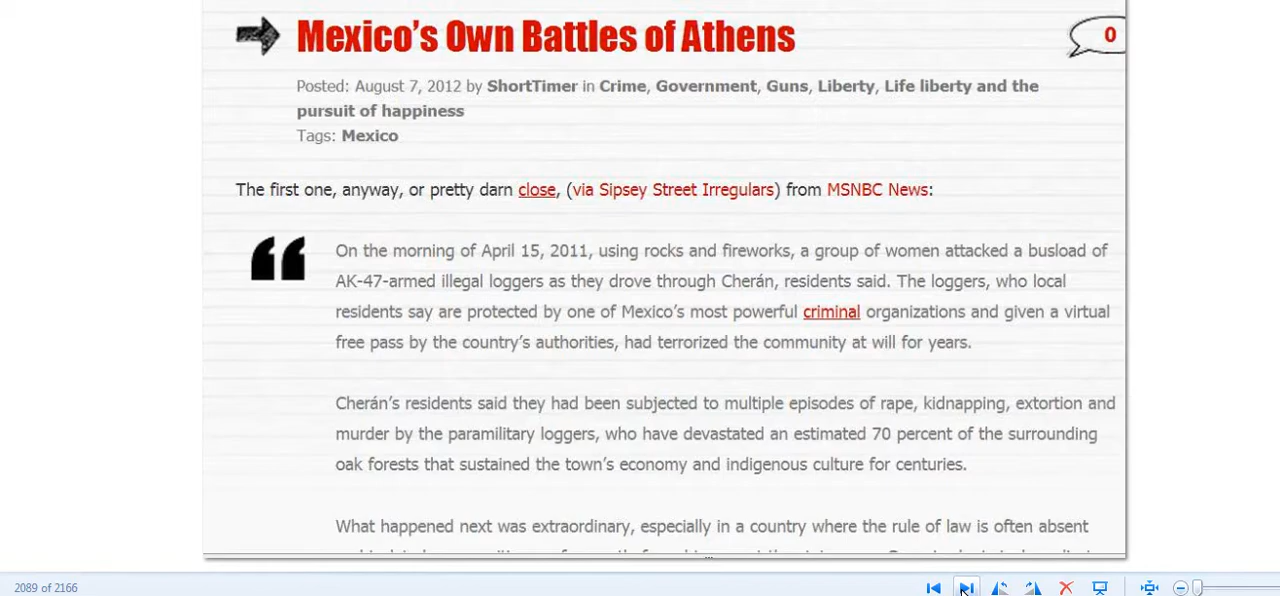 Mexico's Own Battles of Athens
0
Posted: August 7, 2012 by ShortTimer in Crime, Government, Guns, Liberty, Life liberty and the
pursuit of happiness
Tags: Mexico
The first one, anyway, or pretty darn close, (via Sipsey Street Irregulars) from MSNBC News:
“
On the morning of April 15, 2011, using rocks and fireworks, a group of women attacked a busload of
AK-47-armed illegal loggers as they drove through Cherán, residents said. The loggers, who local
residents say are protected by one of Mexico's most powerful criminal organizations and given a virtual
free pass by the country's authorities, had terrorized the community at will for years.
Cherán's residents said they had been subjected to multiple episodes of rape, kidnapping, extortion and
murder by the paramilitary loggers, who have devastated an estimated 70 percent of the surrounding
oak forests that sustained the town's economy and indigenous culture for centuries.
What happened next was extraordinary, especially in a country where the rule of law is often absent
2089 of 2166